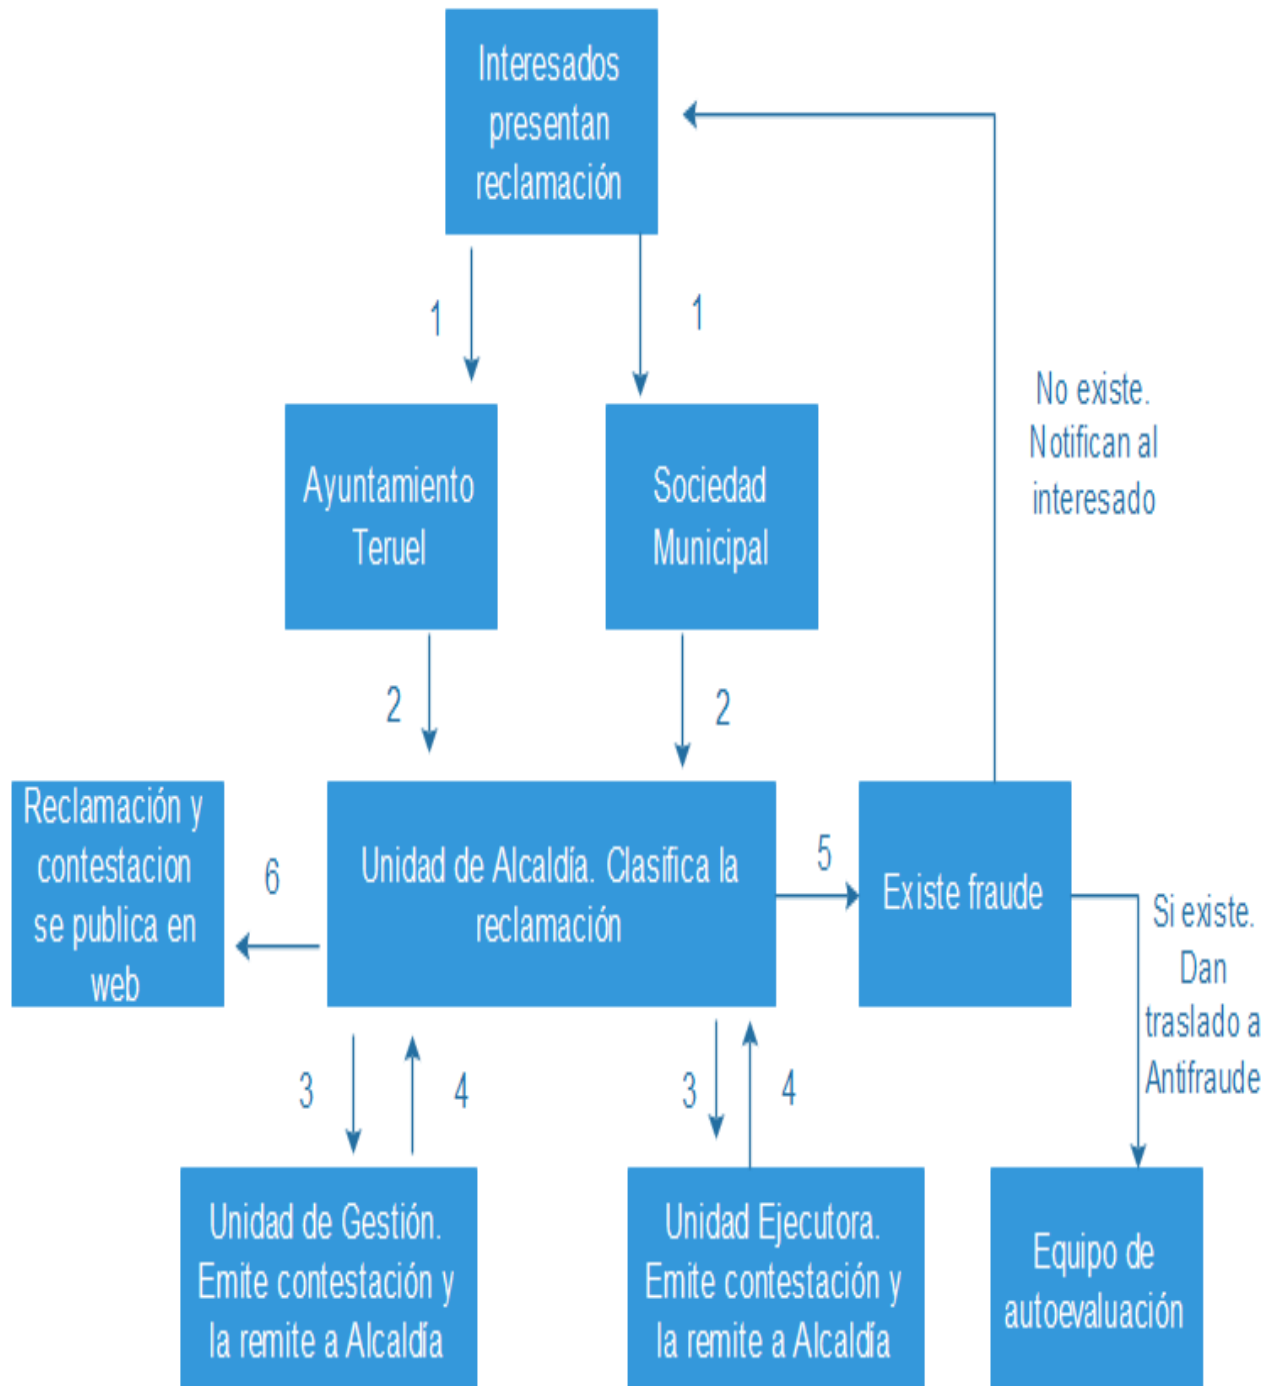 Interesados
presentan
reclamación
1
1
No existe.
Notifican al
interesado
Ayuntamiento
Teruel
Sociedad
Municipal
2
2
Reclamación y
contestacion
se publica en
web
6
Unidad de Alcaldía. Clasifica la
reclamación
5
Existe fraude
Si existe.
Dan
traslado a
Antifraude
3
4
3
4
Unidad de Gestión.
Emite contestación y
la remite a Alcaldía
Unidad Ejecutora.
Emite contestación y
la remite a Alcaldía
Equipo de
autoevaluación